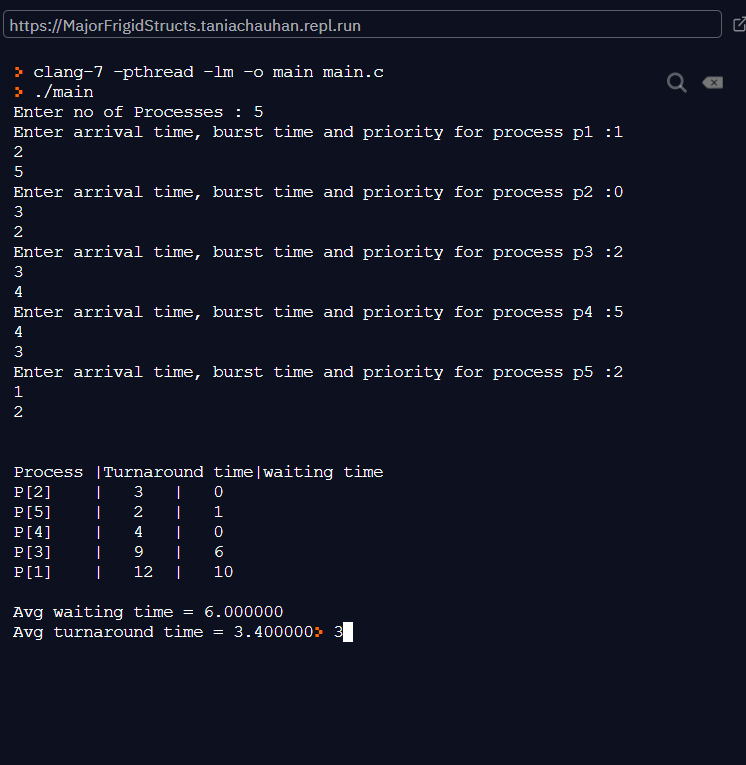 https://MajorFrigidStructs.taniachauhan.repl.run
> clang-7 -pthread -lm -o main main.c
> ./main
Enter no of Processes : 5
Enter arrival time, burst time and priority for process p1 :1
2
5
Enter arrival time, burst time and priority for process p2 :0
3
2
Enter arrival time, burst time and priority for process p3 :2
3
4
Enter arrival time, burst time and priority for process p4 :5
4
3
Enter arrival time, burst time and priority for process p5 :2
1
2
Process |Turnaround time|waiting time
P[2] | 3 | 0
P[5] | 2 | 1
P[4] | 4 | 0
P[3] | 9 | 6
P[1] | 12 | 10
Avg waiting time = 6.000000
Avg turnaround time = 3.400000> 3